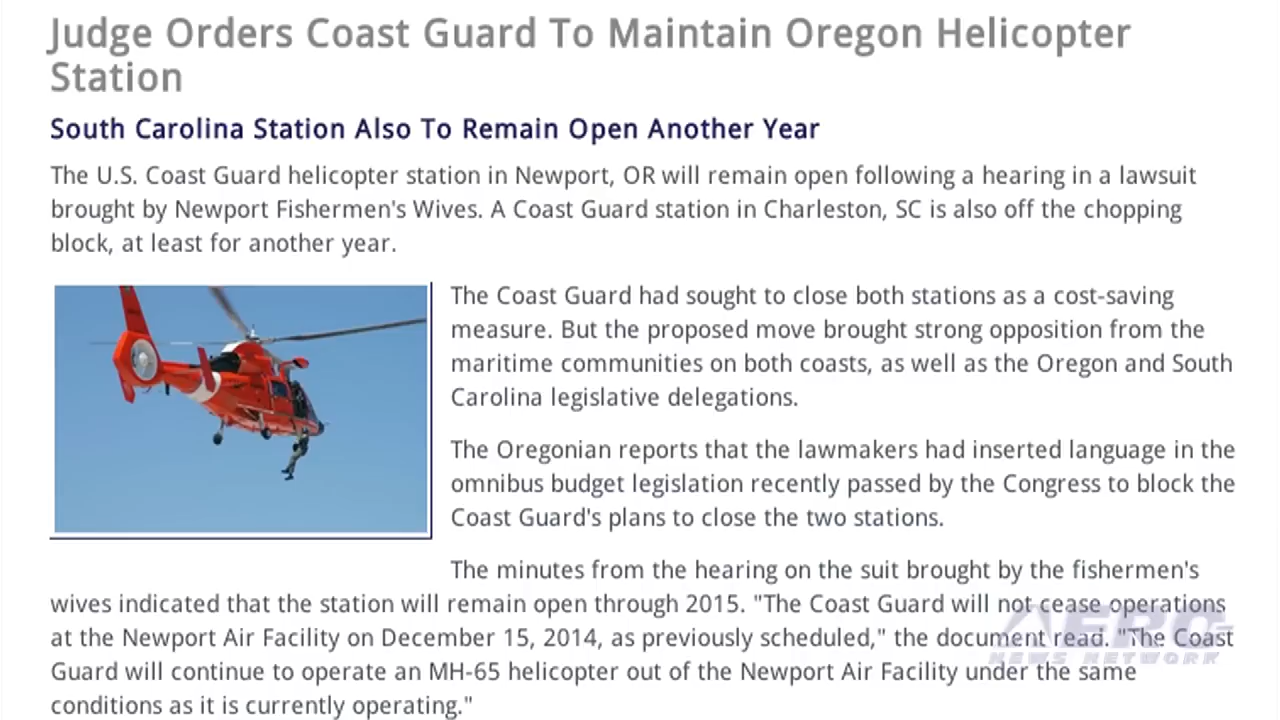 Judge Orders Coast Guard To Maintain Oregon Helicopter
Station
South Carolina Station Also To Remain Open Another Year
The U.S. Coast Guard helicopter station in Newport, OR will remain open following a hearing in a lawsuit
brought by Newport Fishermen's Wives. A Coast Guard station in Charleston, SC is also off the chopping
block, at least for another year.
The Coast Guard had sought to close both stations as a cost-saving
measure. But the proposed move brought strong opposition from the
maritime communities on both coasts, as well as the Oregon and South
Carolina legislative delegations.
The Oregonian reports that the lawmakers had inserted language in the
omnibus budget legislation recently passed by the Congress to block the
Coast Guard's plans to close the two stations.
The minutes from the hearing on the suit brought by the fishermen's
wives indicated that the station will remain open through 2015. "The Coast Guard will not cease operations
at the Newport Air Facility on December 15, 2014, as previously scheduled," the document read. "The Coast
Guard will continue to operate an MH-65 helicopter out of the Newport Air Facility under the same
conditions as it is currently operating."
AERO
NEWS NETWORK